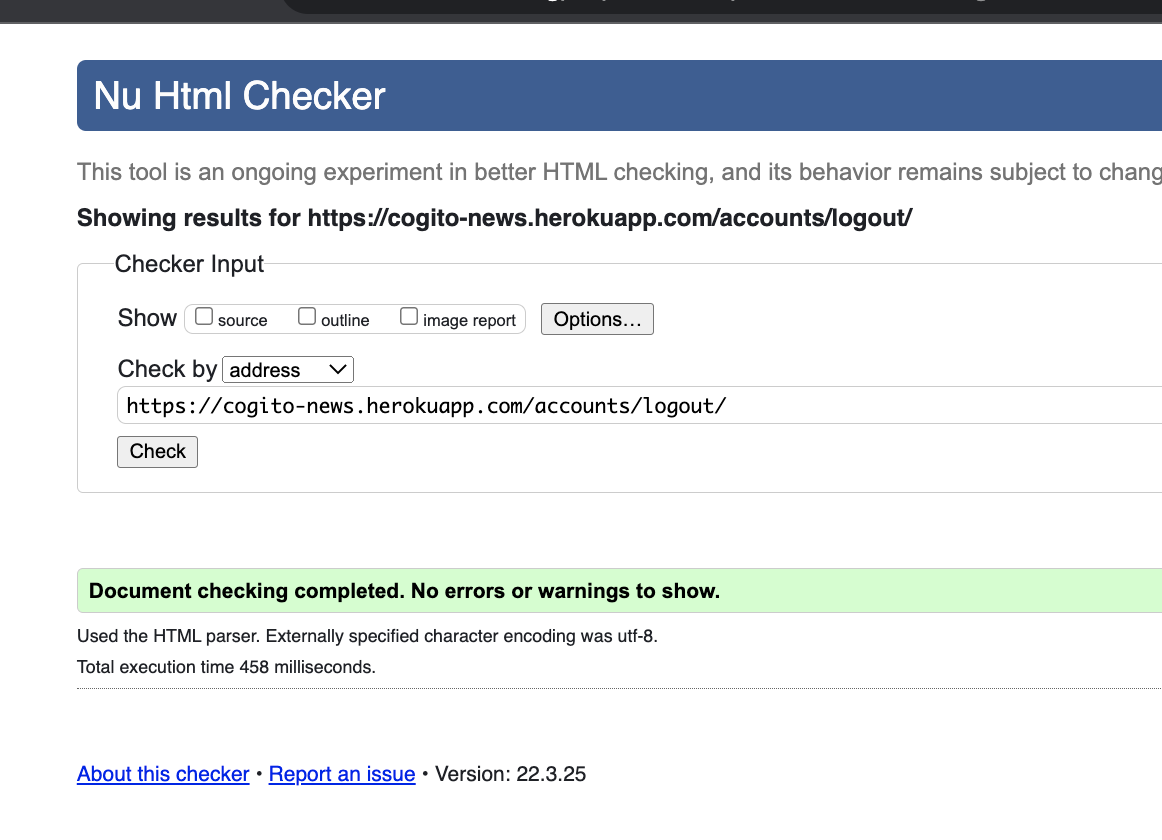 Nu Html Checker
This tool is an ongoing experiment in better HTML checking, and its behavior remains subject to chang
Showing results for https://cogito-news.herokuapp.com/accounts/logout/
Checker Input
Show source outline image report Options...
Check by address
https://cogito-news.herokuapp.com/accounts/logout/
Check
Document checking completed. No errors or warnings to show.
Used the HTML parser. Externally specified character encoding was utf-8.
Total execution time 458 milliseconds.
About this checker • Report an issue • Version: 22.3.25